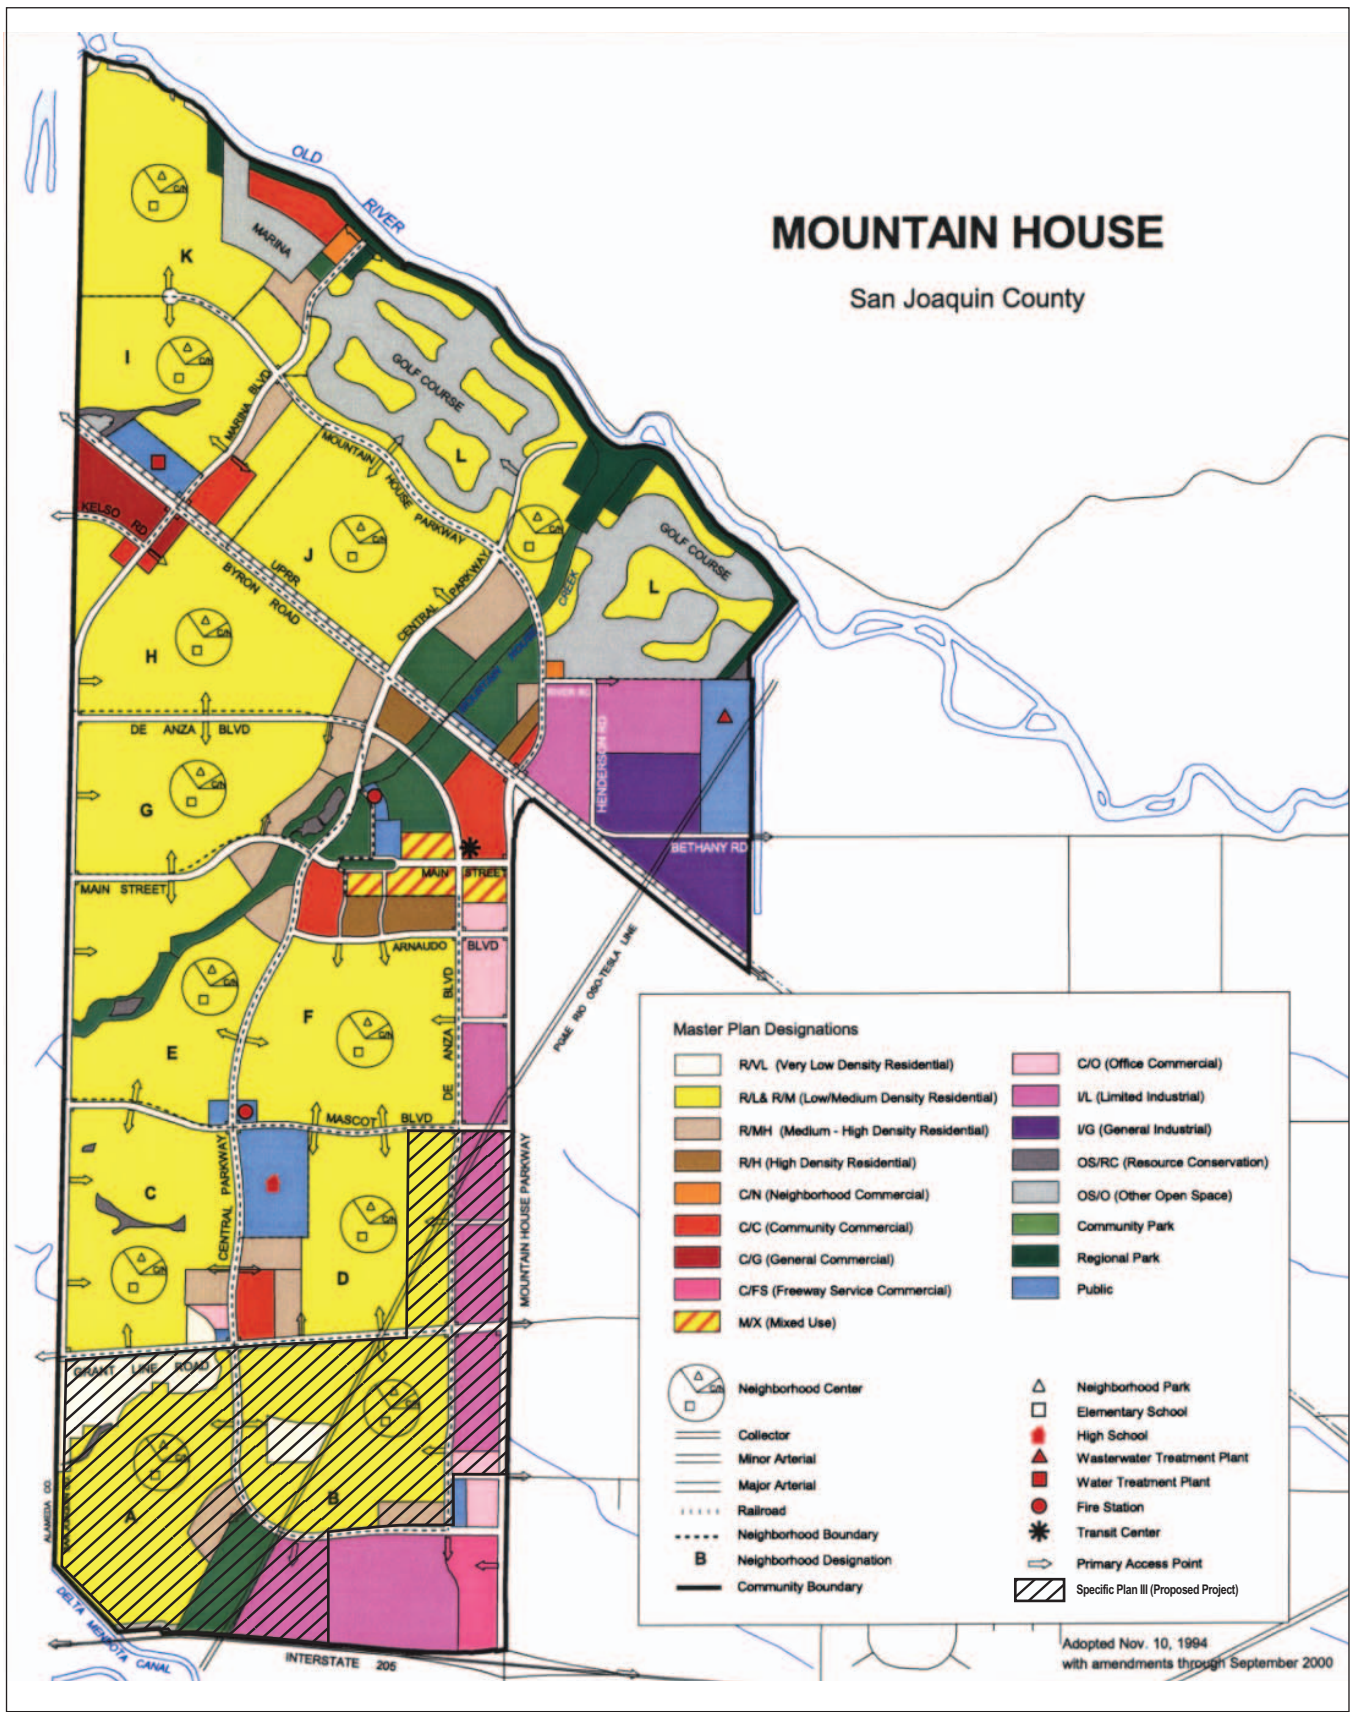 MOUNTAIN HOUSE
San Joaquin County
OLD
RIVER
MARINA
K
C/N
I
C/N
MARINA BLVD
GOLF COURSE
L
MOUNTAIN HOUSE PARKWAY
KELSO RD
J
C/N
UPRR
BYRON ROAD
CENTRAL PARKWAY
C/N
CREEK
GOLF COURSE
L
H
C/N
MOUNTAIN HOUSE
RIVER RD
HENDERSON RD
DE ANZA BLVD
G
C/N
BETHANY RD
MAIN STREET
MAIN STREET
ARNAUDO BLVD
PG&E RIO OSO-TESLA LINE
C/N
E
F
C/N
DE ANZA BLVD
MASCOT BLVD
C
C/N
CENTRAL PARKWAY
D
C/N
MOUNTAIN HOUSE PARKWAY
GRANT LINE ROAD
A
B
ALAMEDA CO.
DELTA MENDOTA CANAL
INTERSTATE 205
Master Plan Designations
R/VL (Very Low Density Residential)
R/L& R/M (Low/Medium Density Residential)
R/MH (Medium - High Density Residential)
R/H (High Density Residential)
C/N (Neighborhood Commercial)
C/C (Community Commercial)
C/G (General Commercial)
C/FS (Freeway Service Commercial)
M/X (Mixed Use)
C/O (Office Commercial)
I/L (Limited Industrial)
I/G (General Industrial)
OS/RC (Resource Conservation)
OS/O (Other Open Space)
Community Park
Regional Park
Public
C/N
Neighborhood Center
Collector
Minor Arterial
Major Arterial
Railroad
Neighborhood Boundary
B Neighborhood Designation
Community Boundary
Neighborhood Park
Elementary School
High School
Wasterwater Treatment Plant
Water Treatment Plant
Fire Station
Transit Center
Primary Access Point
Specific Plan III (Proposed Project)
Adopted Nov. 10, 1994
with amendments through September 2000